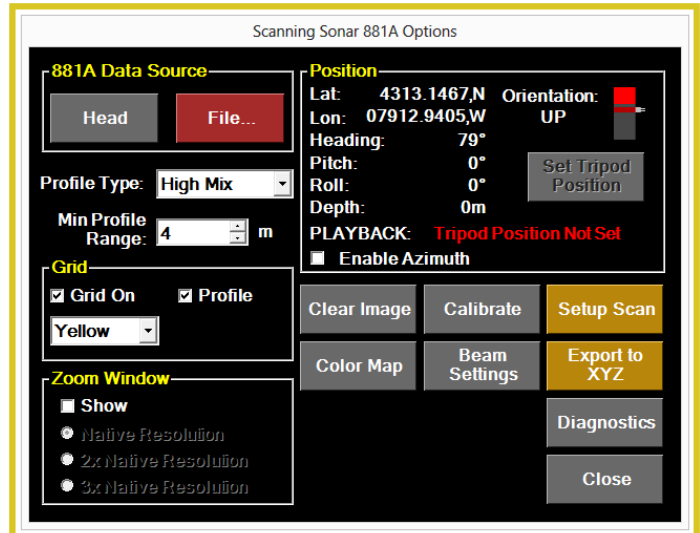 Scanning Sonar 881A Options
881A Data Source
Head
File...
Profile Type: High Mix
Min Profile
Range: 4 m
Grid
Grid On Profile
Yellow
Zoom Window
Show
Native Resolution
2x Native Resolution
3x Native Resolution
Position
Lat: 4313.1467,N
Lon: 07912.9405,W
Heading: 79°
Pitch: 0°
Roll: 0°
Depth: 0m
Orientation:
UP
Set Tripod
Position
PLAYBACK: Tripod Position Not Set
Enable Azimuth
Clear Image
Calibrate
Setup Scan
Color Map
Beam
Settings
Export to
XYZ
Diagnostics
Close